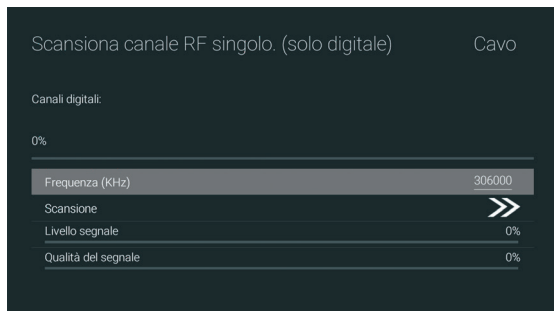 Scansiona canale RF singolo. (solo digitale) Cavo
Canali digitali:
0%
Frequenza (KHz) 306000
Scansione
Livello segnale 0%
Qualità del segnale 0%